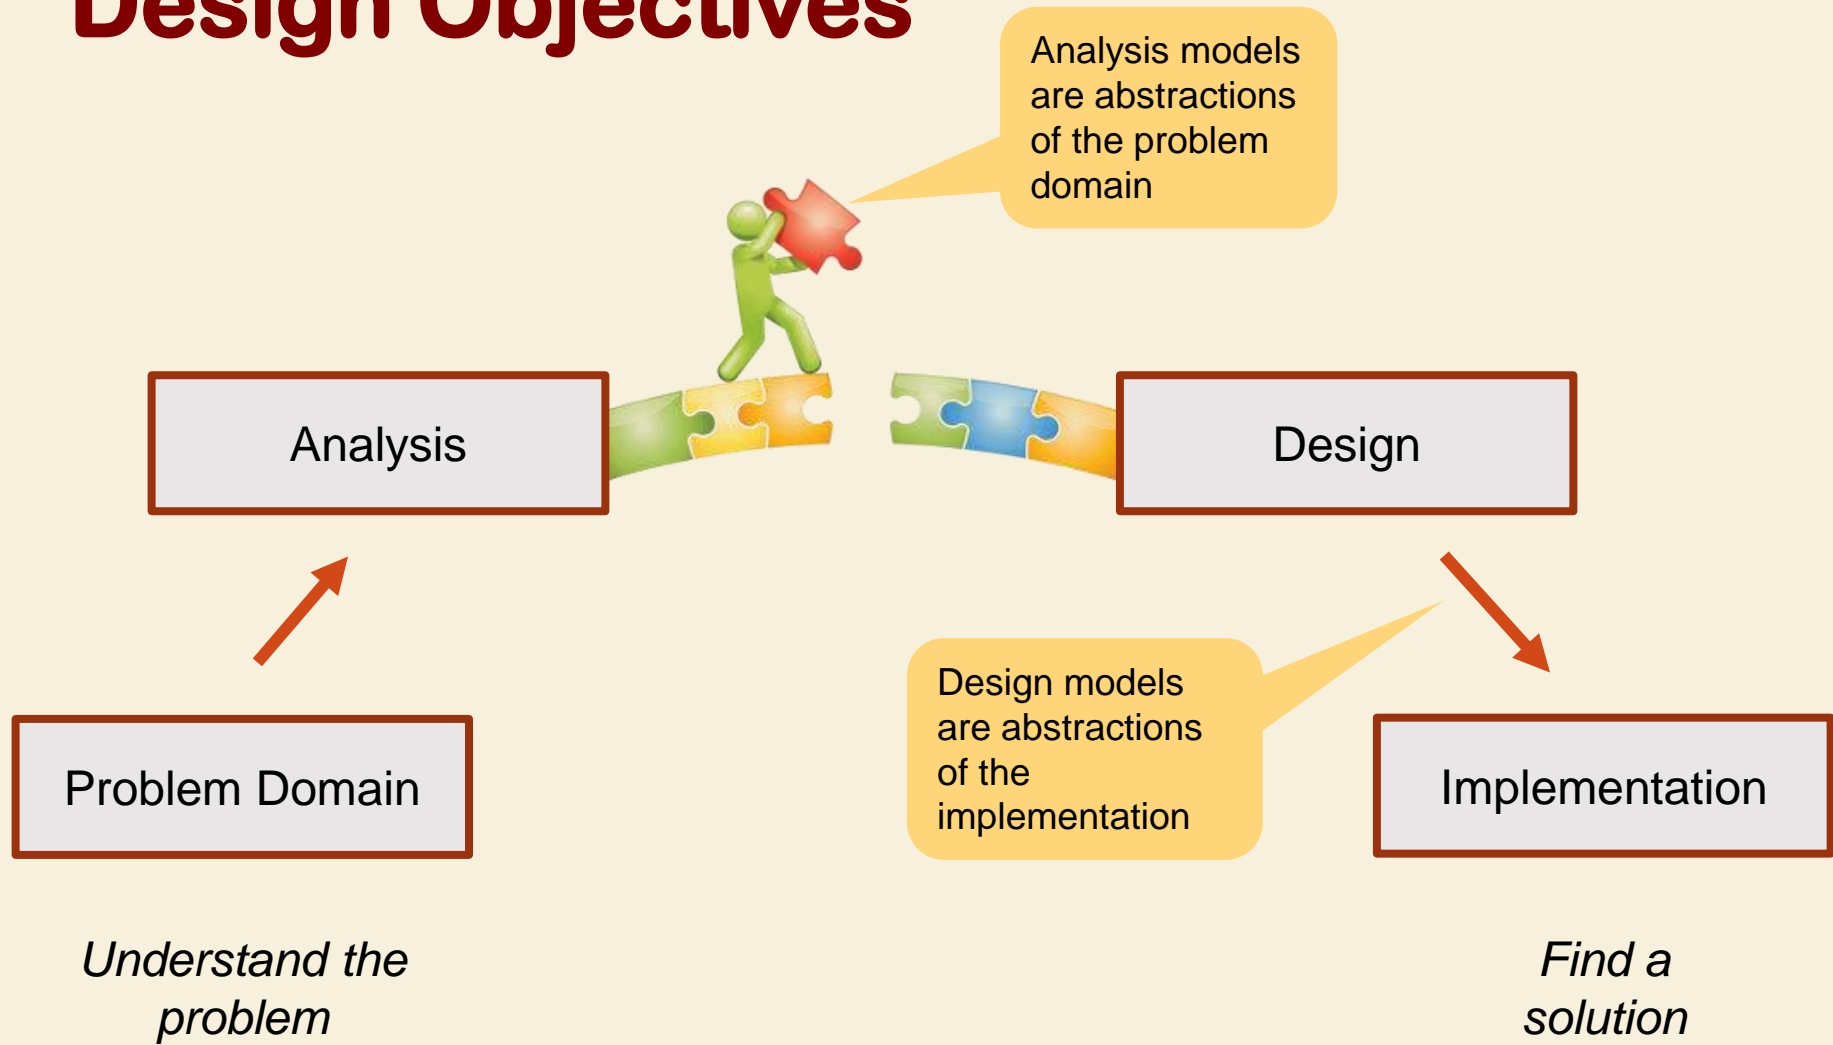 Design Objectives
Analysis models
are abstractions
of the problem
domain
Analysis
Design
Design models
are abstractions
of the
implementation
Problem Domain
Implementation
Understand the
problem
Find a
solution